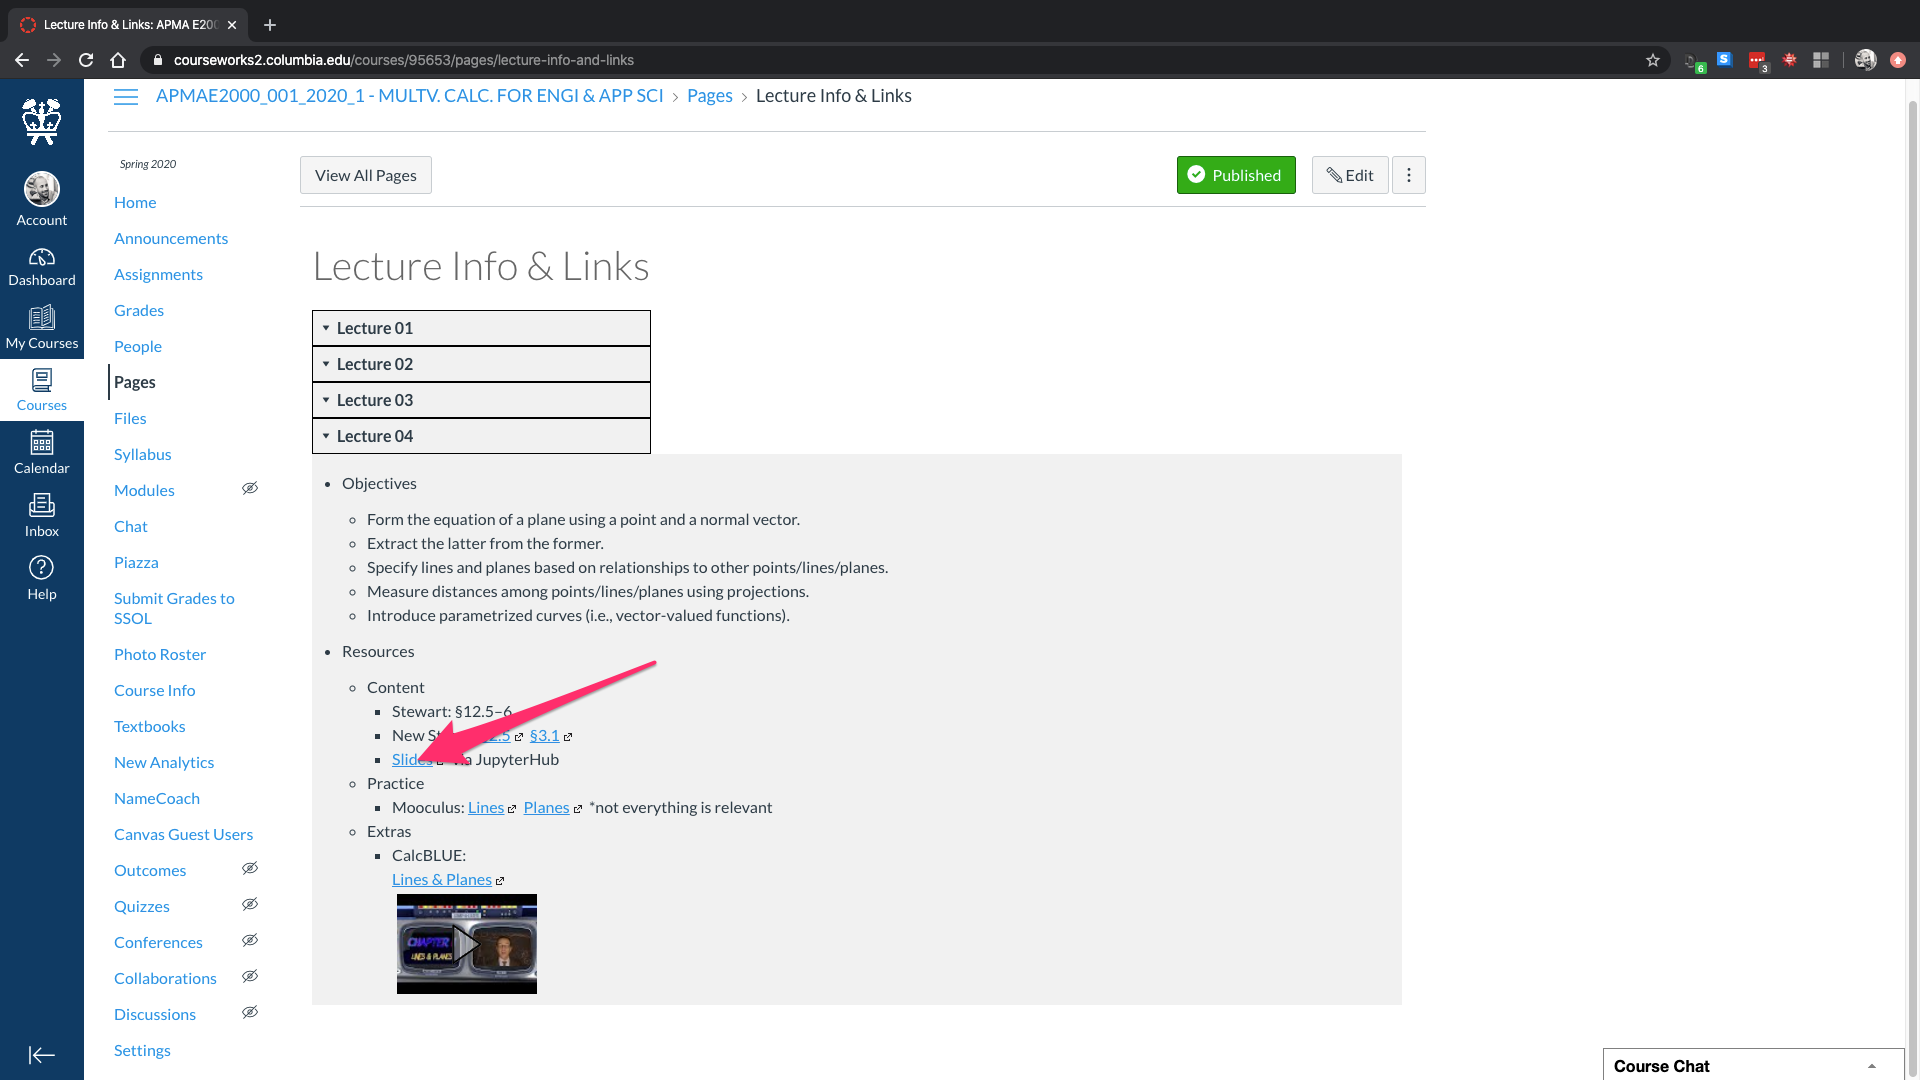 Lecture Info & Links: APMA E200
courseworks2.columbia.edu/courses/95653/pages/lecture-info-and-links
6
S
3
APMAE2000_001_2020_1 - MULTV. CALC. FOR ENGI & APP SCI > Pages > Lecture Info & Links
Account
Dashboard
My Courses
Courses
Calendar
Inbox
Help
Spring 2020
Home
Announcements
Assignments
Grades
People
Pages
Files
Syllabus
Modules
Chat
Piazza
Submit Grades to
SSOL
Photo Roster
Course Info
Textbooks
New Analytics
NameCoach
Canvas Guest Users
Outcomes
Quizzes
Conferences
Collaborations
Discussions
Settings
View All Pages
Published
Edit
Lecture Info & Links
Lecture 01
Lecture 02
Lecture 03
Lecture 04
Objectives
Form the equation of a plane using a point and a normal vector.
Extract the latter from the former.
Specify lines and planes based on relationships to other points/lines/planes.
Measure distances among points/lines/planes using projections.
Introduce parametrized curves (i.e., vector-valued functions).
Resources
Content
Stewart: §12.5–6
New §3.1
Slides JupyterHub
Practice
Mooculus: Lines Planes *not everything is relevant
Extras
CalcBLUE:
Lines & Planes
CHAPTER
LINES & PLANES
Course Chat